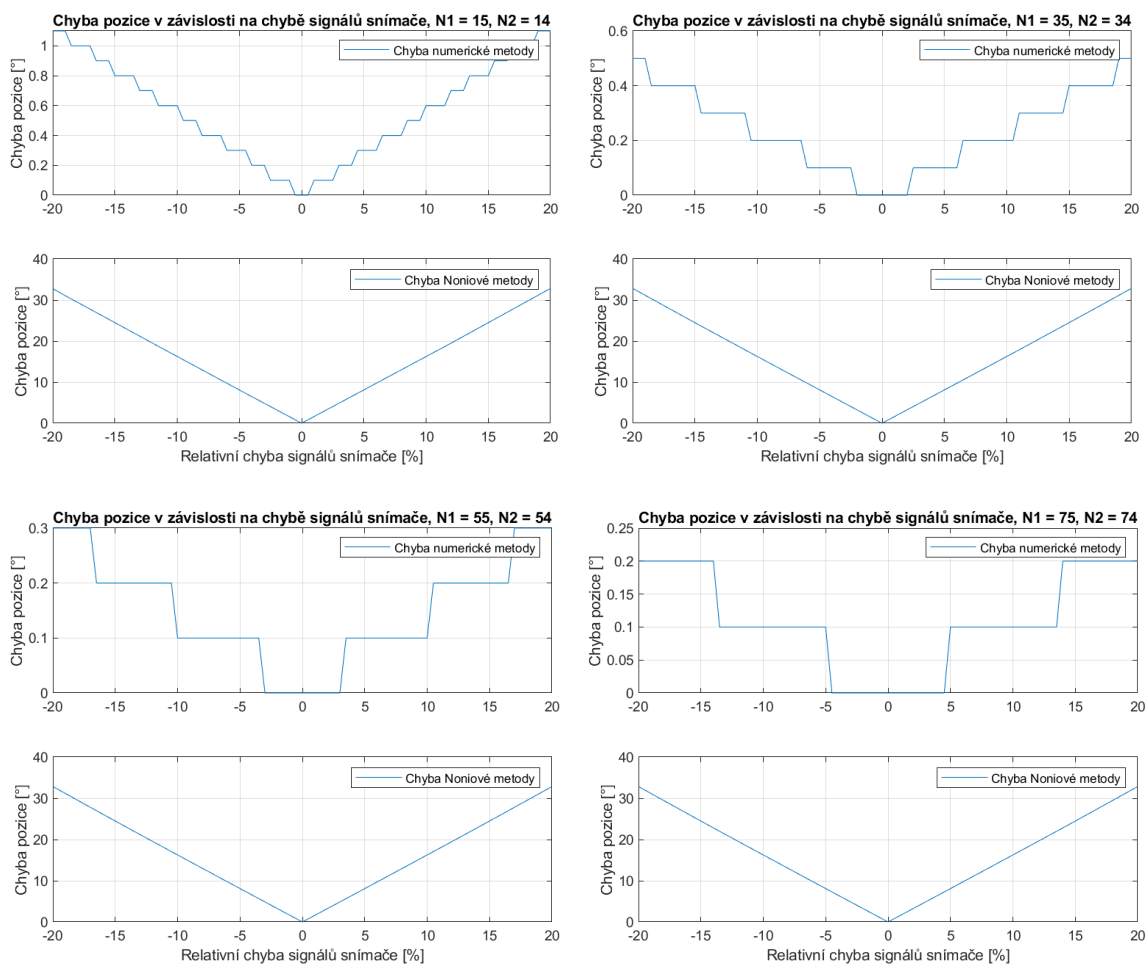 Chyba pozice v závislosti na chybě signálů snímače, N1 = 15, N2 = 14
Chyba numerické metody
Chyba pozice [°]
1
0.8
0.6
0.4
0.2
0
-20 -15 -10 -5 0 5 10 15 20
Chyba Noniové metody
Chyba pozice [°]
40
30
20
10
0
-20 -15 -10 -5 0 5 10 15 20
Relativní chyba signálů snímače [%]
Chyba pozice v závislosti na chybě signálů snímače, N1 = 35, N2 = 34
Chyba numerické metody
Chyba pozice [°]
0.6
0.4
0.2
0
-20 -15 -10 -5 0 5 10 15 20
Chyba Noniové metody
Chyba pozice [°]
40
30
20
10
0
-20 -15 -10 -5 0 5 10 15 20
Relativní chyba signálů snímače [%]
Chyba pozice v závislosti na chybě signálů snímače, N1 = 55, N2 = 54
Chyba numerické metody
Chyba pozice [°]
0.3
0.2
0.1
0
-20 -15 -10 -5 0 5 10 15 20
Chyba Noniové metody
Chyba pozice [°]
40
30
20
10
0
-20 -15 -10 -5 0 5 10 15 20
Relativní chyba signálů snímače [%]
Chyba pozice v závislosti na chybě signálů snímače, N1 = 75, N2 = 74
Chyba numerické metody
Chyba pozice [°]
0.25
0.2
0.15
0.1
0.05
0
-20 -15 -10 -5 0 5 10 15 20
Chyba Noniové metody
Chyba pozice [°]
40
30
20
10
0
-20 -15 -10 -5 0 5 10 15 20
Relativní chyba signálů snímače [%]